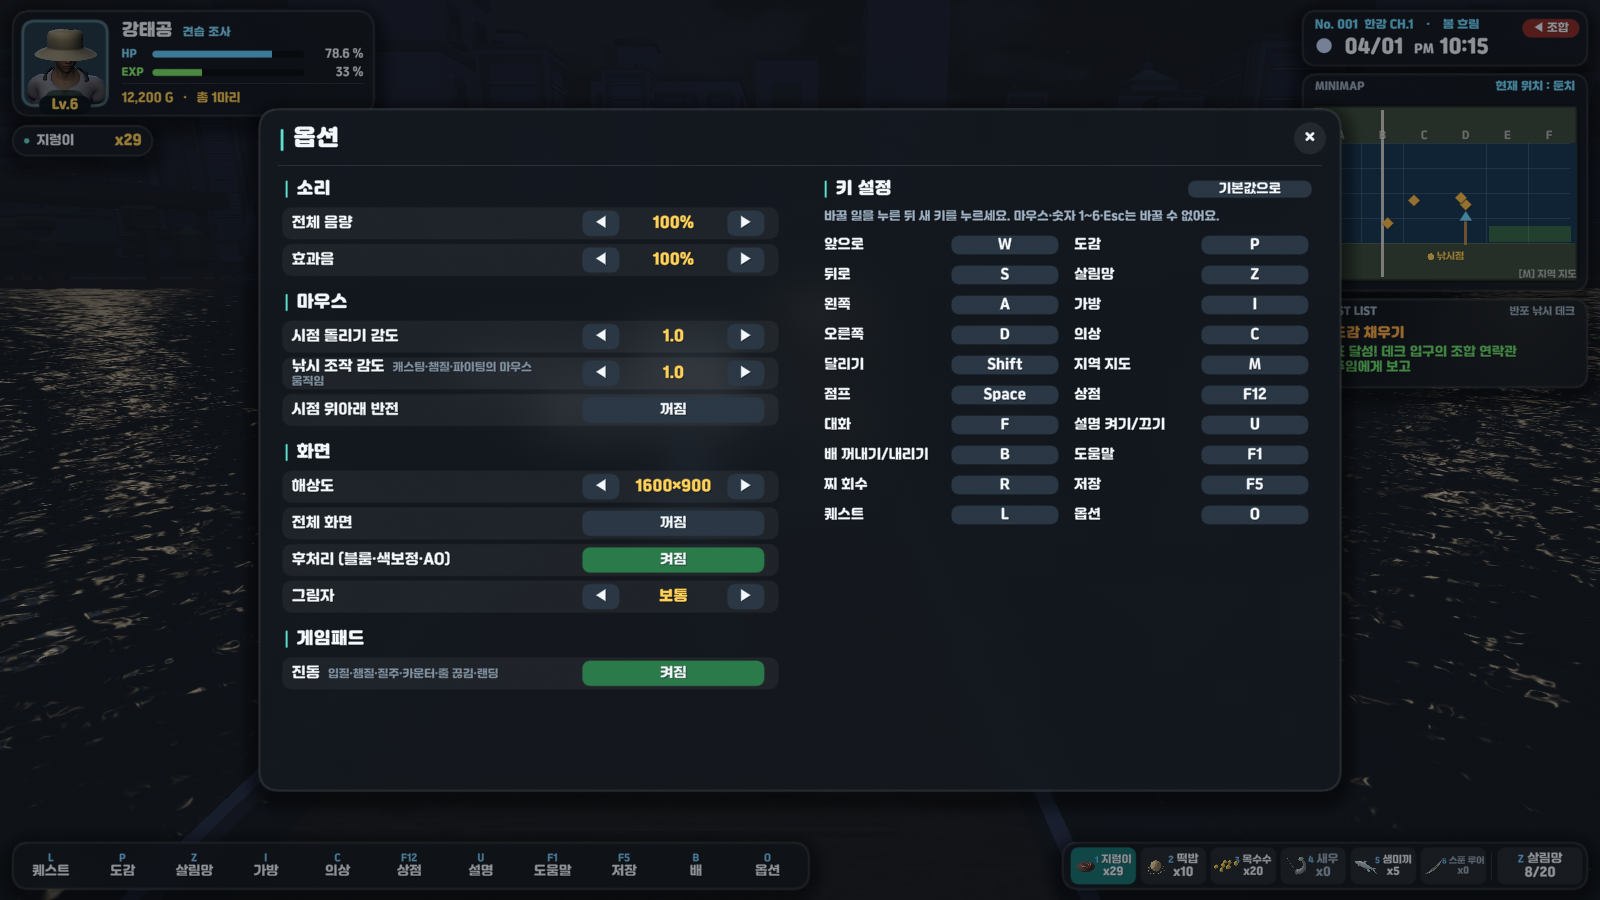 강태공 견습 조사
HP 78.6 %
EXP 33 %
Lv.6
12,200 G · 총 1마리
지렁이 x29
No. 001 한강 CH.1 · 봄 흐림
◀ 조합
04/01 PM 10:15
MINIMAP 현재 위치 : 둔치
B C D E F
낚시점
[M] 지역 지도
ST LIST 반포 낚시 데크
도감 채우기
달성! 데크 입구의 조합 연락관
임에게 보고
옵션
×
소리
전체 음량 ◀ 100% ▶
효과음 ◀ 100% ▶
마우스
시점 돌리기 감도 ◀ 1.0 ▶
낚시 조작 감도 캐스팅·챔질·파이팅의 마우스
움직임
◀ 1.0 ▶
시점 위아래 반전 꺼짐
화면
해상도 ◀ 1600×900 ▶
전체 화면 꺼짐
후처리 (블룸·색보정·AO) 켜짐
그림자 ◀ 보통 ▶
게임패드
진동 입질·챔질·질주·카운터·줄 끊김·랜딩 켜짐
키 설정 기본값으로
바꿀 일을 누른 뒤 새 키를 누르세요. 마우스·숫자 1~6·Esc는 바꿀 수 없어요.
앞으로 W 도감 P
뒤로 S 살림망 Z
왼쪽 A 가방 I
오른쪽 D 의상 C
달리기 Shift 지역 지도 M
점프 Space 상점 F12
대화 F 설명 켜기/끄기 U
배 꺼내기/내리기 B 도움말 F1
찌 회수 R 저장 F5
퀘스트 L 옵션 O
L P Z I C F12 U F1 F5 B O
퀘스트 도감 살림망 가방 의상 상점 설명 도움말 저장 배 옵션
1 지렁이 x29
2 떡밥 x10
3 옥수수 x20
4 새우 x0
5 생미끼 x5
6 스푼 루어 x0
Z 살림망
8/20